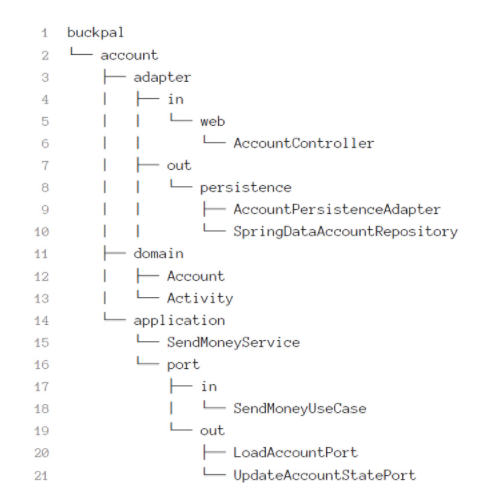 1 buckpal
2 └── account
3     ├── adapter
4     |   ├── in
5     |   |   └── web
6     |   |       └── AccountController
7     |   ├── out
8     |   |   └── persistence
9     |   |       ├── AccountPersistenceAdapter
10     |   |       └── SpringDataAccountRepository
11     ├── domain
12     |   ├── Account
13     |   └── Activity
14     └── application
15         └── SendMoneyService
16         └── port
17             ├── in
18             |   └── SendMoneyUseCase
19             └── out
20                 ├── LoadAccountPort
21                 └── UpdateAccountStatePort